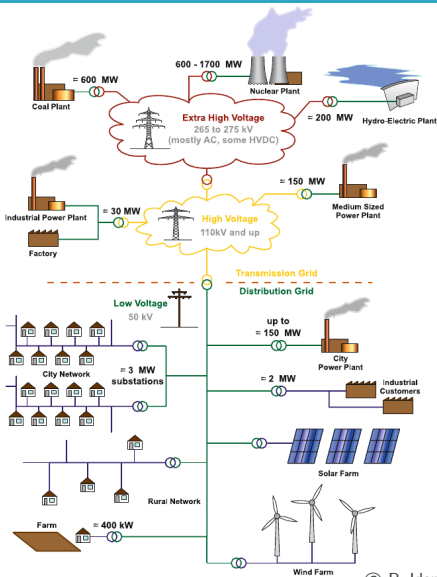 600 - 1700 MW
≈ 600 MW
Nuclear Plant
Coal Plant
Extra High Voltage
265 to 275 kV
(mostly AC, some HVDC)
≈ 200 MW
Hydro-Electric Plant
≈ 150 MW
Medium Sized
Power Plant
≈ 30 MW
Industrial Power Plant
High Voltage
110kV and up
Factory
Transmission Grid
Distribution Grid
Low Voltage
50 kV
up to
≈ 150 MW
City
Power Plant
City Network
≈ 3 MW
substations
≈ 2 MW
Industrial
Customers
Solar Farm
Rural Network
Farm
≈ 400 kW
Wind Farm